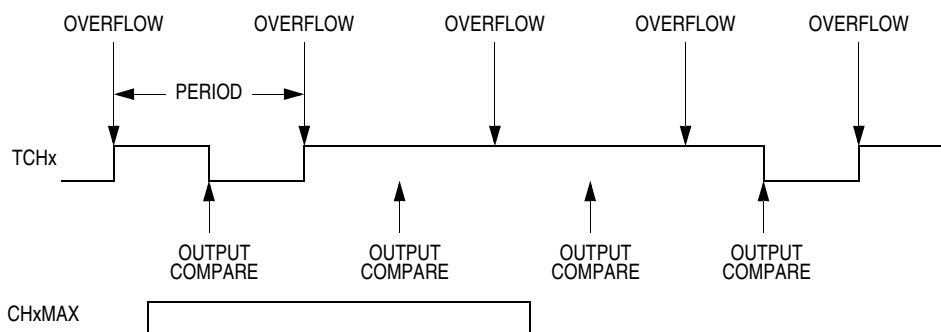 OVERFLOW OVERFLOW OVERFLOW OVERFLOW OVERFLOW
PERIOD
TCHx
OUTPUT COMPARE
OUTPUT COMPARE
OUTPUT COMPARE
OUTPUT COMPARE
CHxMAX